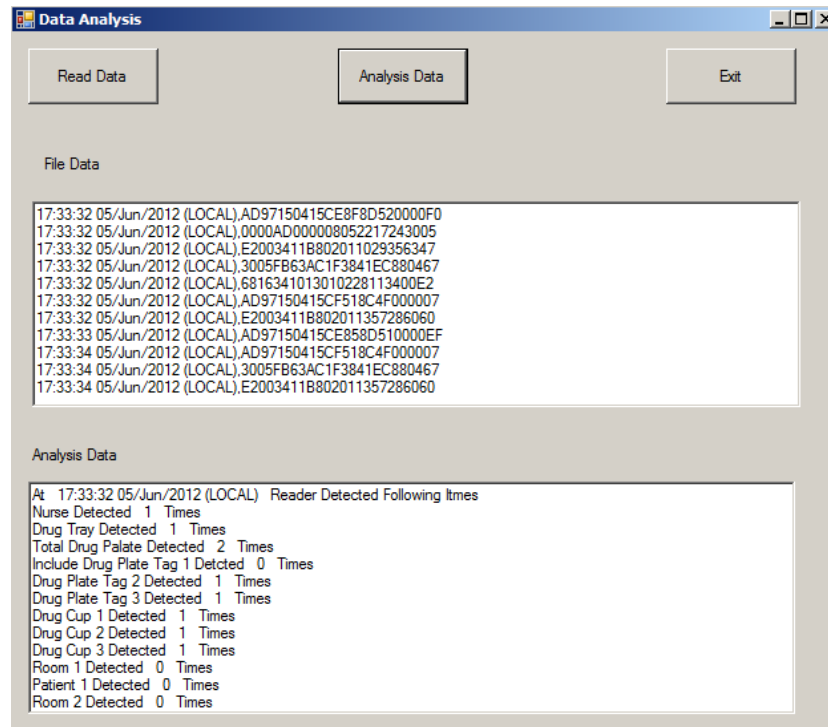 Data Analysis
Read Data
Analysis Data
Exit
File Data
17:33:32 05/Jun/2012 (LOCAL),AD97150415CE8F8D520000F0
17:33:32 05/Jun/2012 (LOCAL),0000AD000008052217243005
17:33:32 05/Jun/2012 (LOCAL),E2003411B802011029356347
17:33:32 05/Jun/2012 (LOCAL),3005FB63AC1F3841EC880467
17:33:32 05/Jun/2012 (LOCAL),6816341013010228113400E2
17:33:32 05/Jun/2012 (LOCAL),AD97150415CF518C4F000007
17:33:32 05/Jun/2012 (LOCAL),E2003411B802011357286060
17:33:33 05/Jun/2012 (LOCAL),AD97150415CE858D510000EF
17:33:34 05/Jun/2012 (LOCAL),AD97150415CF518C4F000007
17:33:34 05/Jun/2012 (LOCAL),3005FB63AC1F3841EC880467
17:33:34 05/Jun/2012 (LOCAL),E2003411B802011357286060
Analysis Data
At 17:33:32 05/Jun/2012 (LOCAL) Reader Detected Following Itmes
Nurse Detected 1 Times
Drug Tray Detected 1 Times
Total Drug Palate Detected 2 Times
Include Drug Plate Tag 1 Detcted 0 Times
Drug Plate Tag 2 Detected 1 Times
Drug Plate Tag 3 Detected 1 Times
Drug Cup 1 Detected 1 Times
Drug Cup 2 Detected 1 Times
Drug Cup 3 Detected 1 Times
Room 1 Detected 0 Times
Patient 1 Detected 0 Times
Room 2 Detected 0 Times